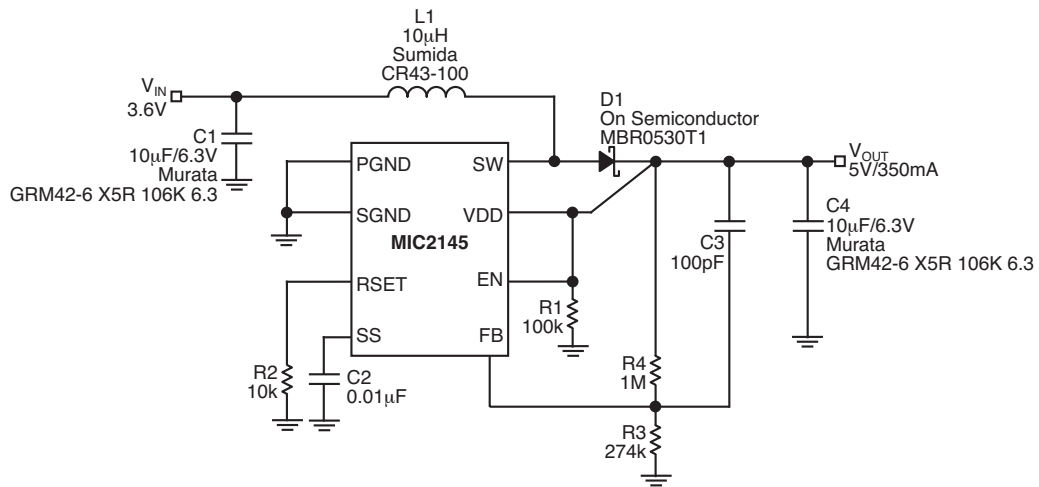 L1
10µH
Sumida
CR43-100
VIN
3.6V
C1
10µF/6.3V
Murata
GRM42-6 X5R 106K 6.3
D1
On Semiconductor
MBR0530T1
VOUT
5V/350mA
PGND
SW
SGND
VDD
MIC2145
RSET
EN
SS
FB
R1
100k
C3
100pF
C4
10µF/6.3V
Murata
GRM42-6 X5R 106K 6.3
R2
10k
C2
0.01µF
R4
1M
R3
274k